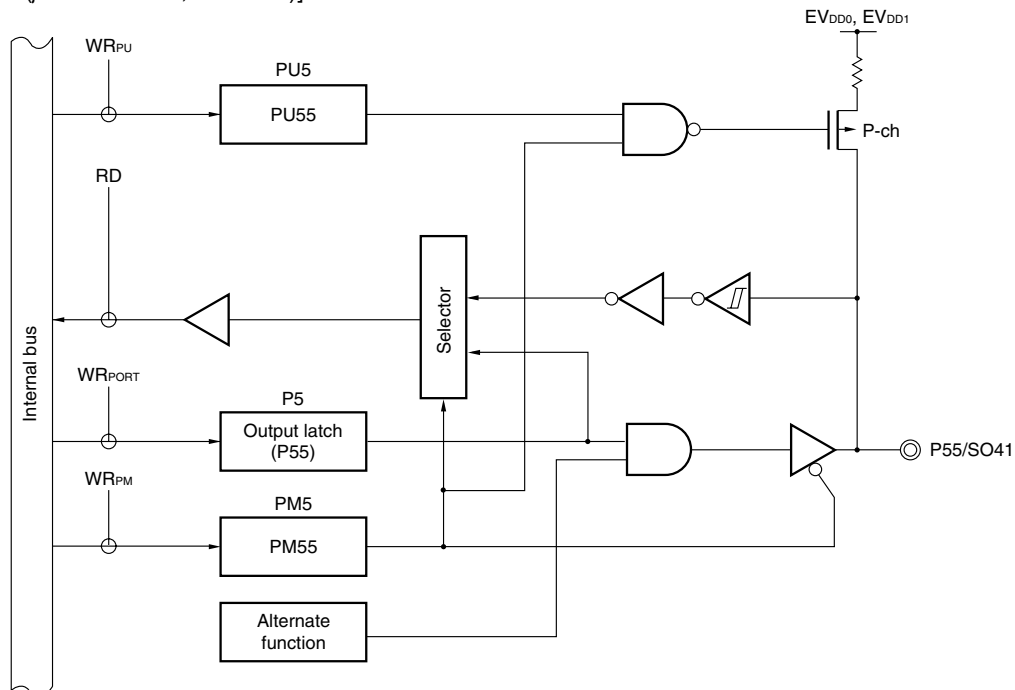 EVDD0, EVDD1
WRPU
PU5
PU55
P-ch
RD
Selector
Internal bus
WRPORT
P5
Output latch
(P55)
P55/SO41
WRPM
PM5
PM55
Alternate
function